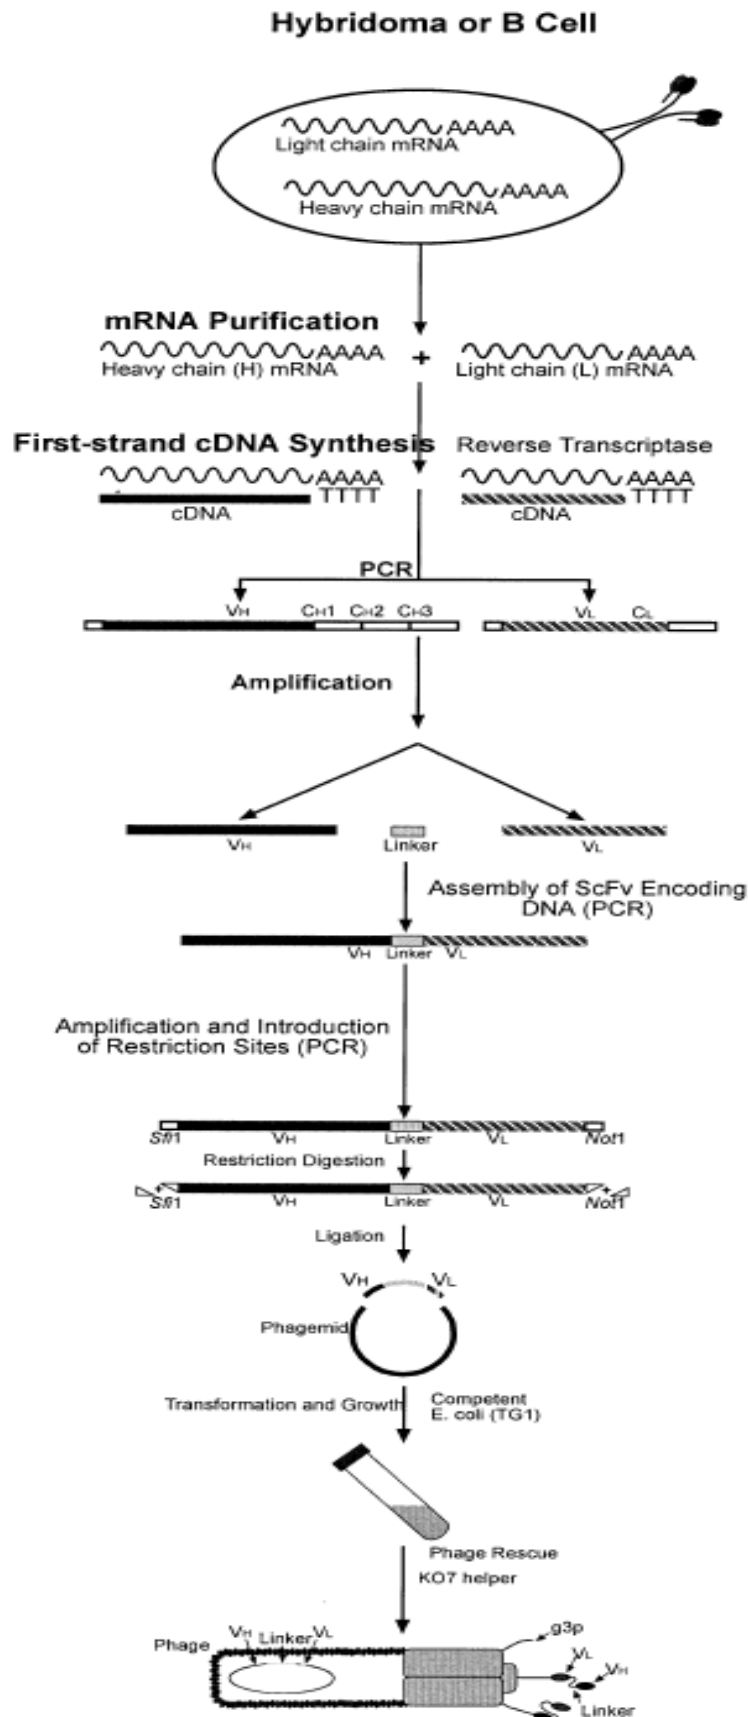 Hybridoma or B Cell
AAAA
Light chain mRNA
AAAA
Heavy chain mRNA
mRNA Purification
AAAA + AAAA
Heavy chain (H) mRNA Light chain (L) mRNA
First-strand cDNA Synthesis Reverse Transcriptase
AAAA AAAA
TTTT TTTT
cDNA cDNA
PCR
VH CH1 CH2 CH3 VL CL
Amplification
VH Linker VL
Assembly of ScFv Encoding
DNA (PCR)
VH Linker VL
Amplification and Introduction
of Restriction Sites (PCR)
Sfi1 VH Linker VL Not1
Restriction Digestion
Sfi1 VH Linker VL Not1
Ligation
VH VL
Phagemid
Transformation and Growth Competent
E. coli (TG1)
Phage Rescue
KO7 helper
g3p
Phage VH Linker VL
VL
VH
Linker